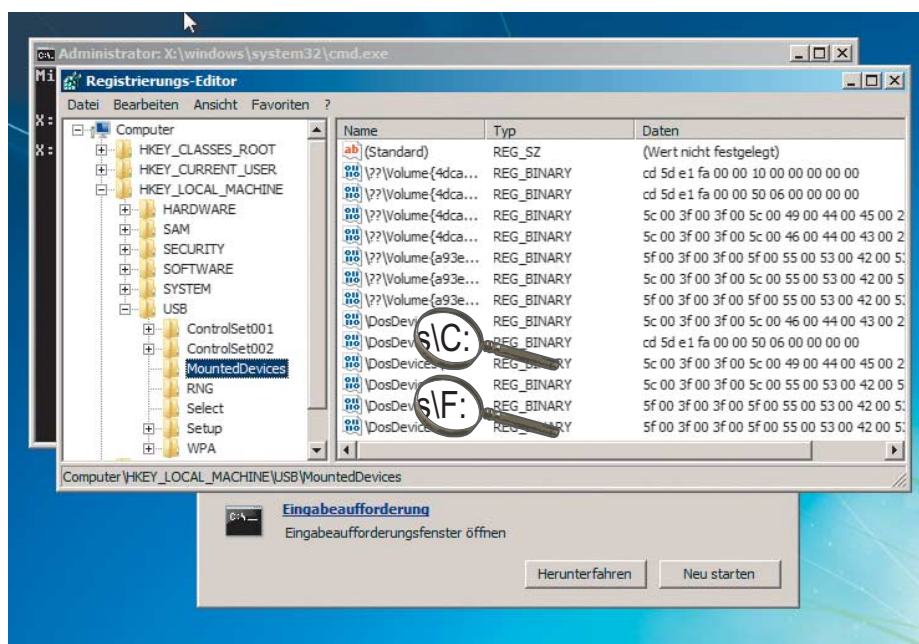 Administrator: X:\windows\system32\cmd.exe
Mi
X:
X:
Registrierungs-Editor
Datei Bearbeiten Ansicht Favoriten ?
Computer
HKEY_CLASSES_ROOT
HKEY_CURRENT_USER
HKEY_LOCAL_MACHINE
HARDWARE
SAM
SECURITY
SOFTWARE
SYSTEM
USB
ControlSet001
ControlSet002
MountedDevices
RNG
Select
Setup
WPA
Name Typ Daten
(Standard) REG_SZ (Wert nicht festgelegt)
\??\Volume{4dca... REG_BINARY cd 5d e1 fa 00 00 10 00 00 00 00 00
\??\Volume{4dca... REG_BINARY cd 5d e1 fa 00 00 50 06 00 00 00 00
\??\Volume{4dca... REG_BINARY 5c 00 3f 00 3f 00 5c 00 49 00 44 00 45 00 2
\??\Volume{4dca... REG_BINARY 5c 00 3f 00 3f 00 5c 00 46 00 44 00 43 00 2
\??\Volume{a93e... REG_BINARY 5f 00 3f 00 3f 00 5f 00 55 00 53 00 42 00 5
\??\Volume{a93e... REG_BINARY 5c 00 3f 00 3f 00 5c 00 55 00 53 00 42 00 5
\??\Volume{a93e... REG_BINARY 5f 00 3f 00 3f 00 5f 00 55 00 53 00 42 00 5
\DosDevic REG_BINARY 5c 00 3f 00 3f 00 5c 00 46 00 44 00 43 00 2
\DosDev s\C: REG_BINARY cd 5d e1 fa 00 00 50 06 00 00 00 00
\DosDevices REG_BINARY 5c 00 3f 00 3f 00 5c 00 49 00 44 00 45 00 2
\DosDevi REG_BINARY 5c 00 3f 00 3f 00 5c 00 55 00 53 00 42 00 5
\DosDev s\F: REG_BINARY 5f 00 3f 00 3f 00 5f 00 55 00 53 00 42 00 5
\DosDevic REG_BINARY 5f 00 3f 00 3f 00 5f 00 55 00 53 00 42 00 5
Computer\HKEY_LOCAL_MACHINE\USB\MountedDevices
Eingabeaufforderung
Eingabeaufforderungsfenster öffnen
Herunterfahren Neu starten